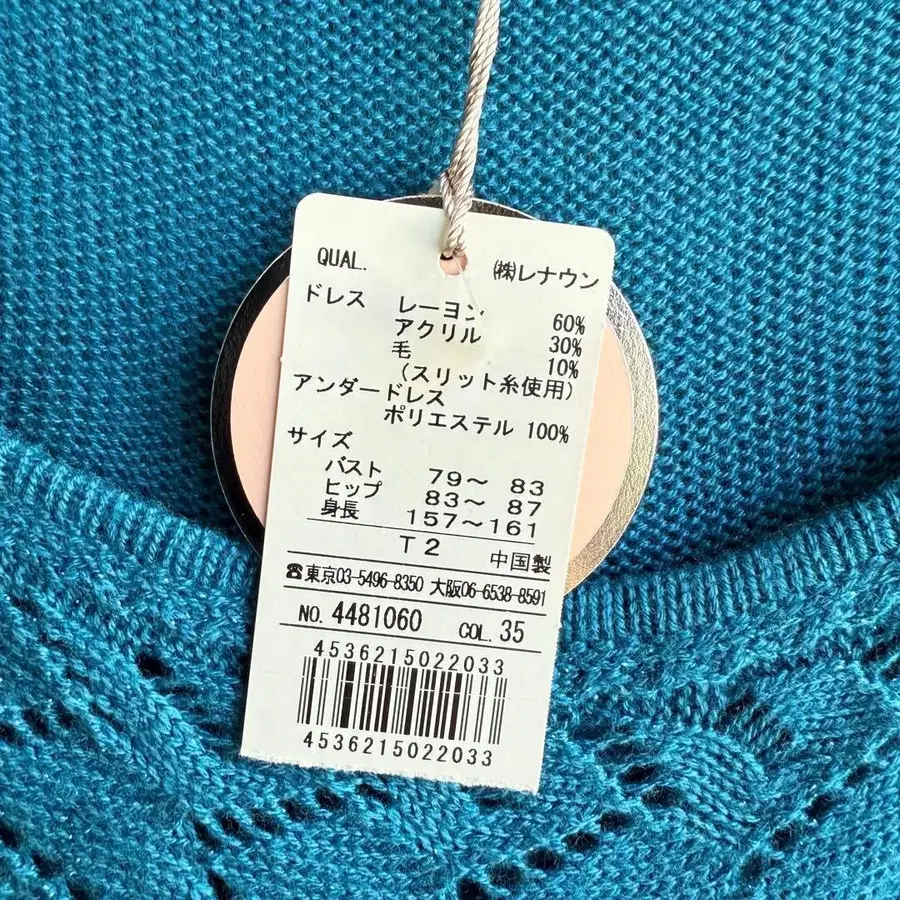 QUAL. ㈱レナウン
ドレス レーヨン 60%
アクリル 30%
毛 10%
(スリット糸使用)
アンダードレス
ポリエステル 100%
サイズ
バスト 79〜 83
ヒップ 83〜 87
身長 157〜161
T2 中国製
☎東京03-5496-8350 大阪06-6538-8591
NO. 4481060 COL. 35
4536215022033
4536215022033